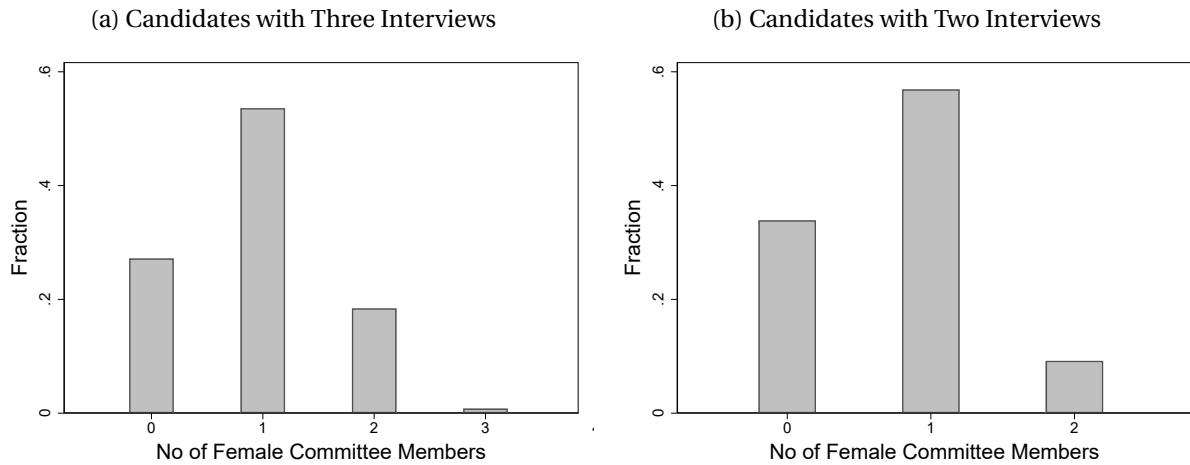 (a) Candidates with Three Interviews
.6
.4
.2
0
Fraction
0 1 2 3
No of Female Committee Members
(b) Candidates with Two Interviews
.6
.4
.2
0
Fraction
0 1 2
No of Female Committee Members